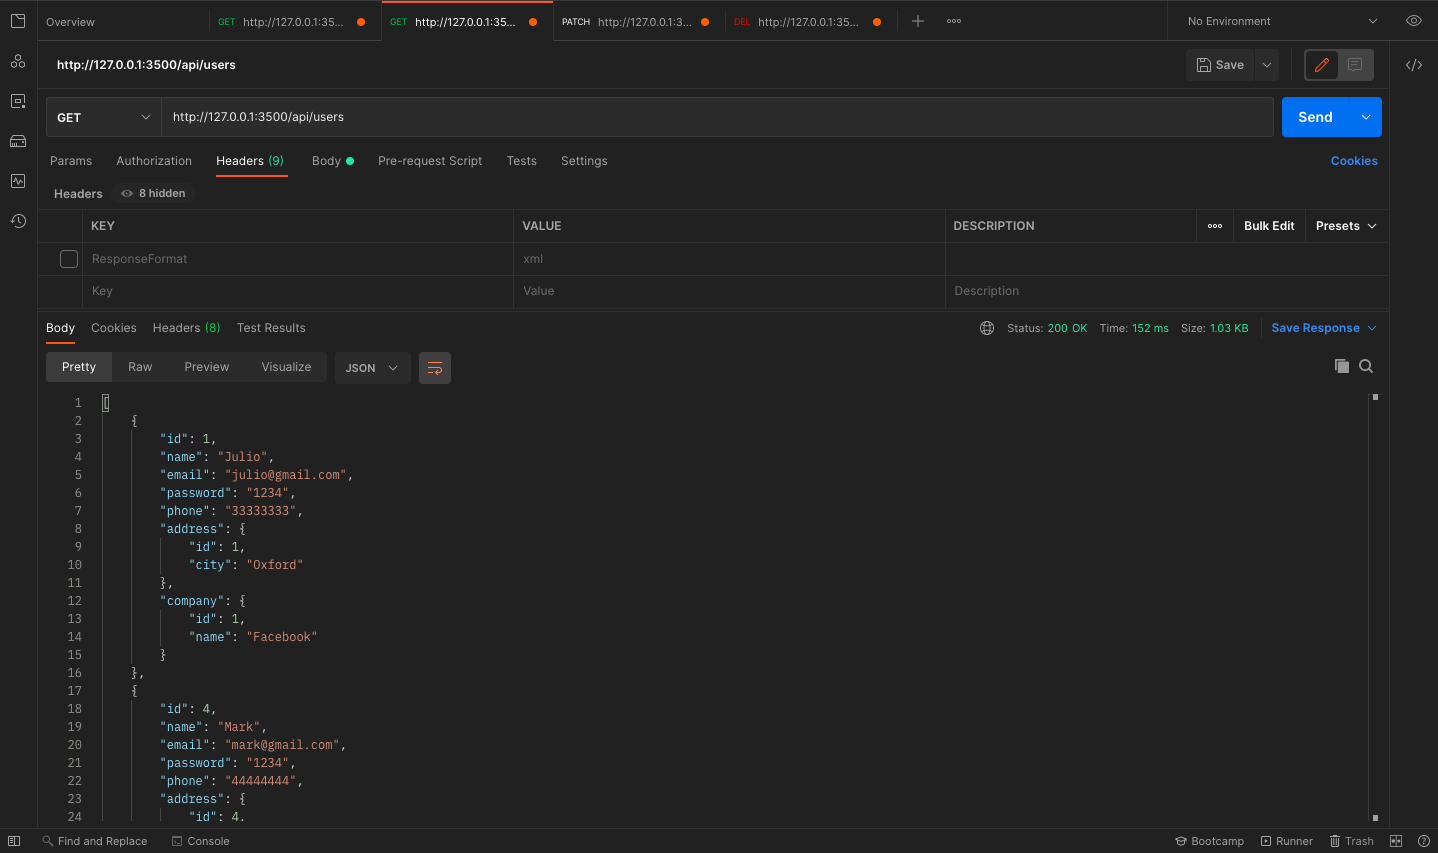 Overview GET http://127.0.0.1:35... GET http://127.0.0.1:35... PATCH http://127.0.0.1:3... DEL http://127.0.0.1:35... No Environment
http://127.0.0.1:3500/api/users Save
GET http://127.0.0.1:3500/api/users Send
Params Authorization Headers (9) Body Pre-request Script Tests Settings Cookies
Headers 8 hidden
KEY VALUE DESCRIPTION Bulk Edit Presets
ResponseFormat xml
Key Value Description
Body Cookies Headers (8) Test Results Status: 200 OK Time: 152 ms Size: 1.03 KB Save Response
Pretty Raw Preview Visualize JSON
1 [
2 {
3 "id": 1,
4 "name": "Julio",
5 "email": "julio@gmail.com",
6 "password": "1234",
7 "phone": "33333333",
8 "address": {
9 "id": 1,
10 "city": "Oxford"
11 },
12 "company": {
13 "id": 1,
14 "name": "Facebook"
15 }
16 },
17 {
18 "id": 4,
19 "name": "Mark",
20 "email": "mark@gmail.com",
21 "password": "1234",
22 "phone": "44444444",
23 "address": {
24 "id": 4,
Find and Replace Console Bootcamp Runner Trash